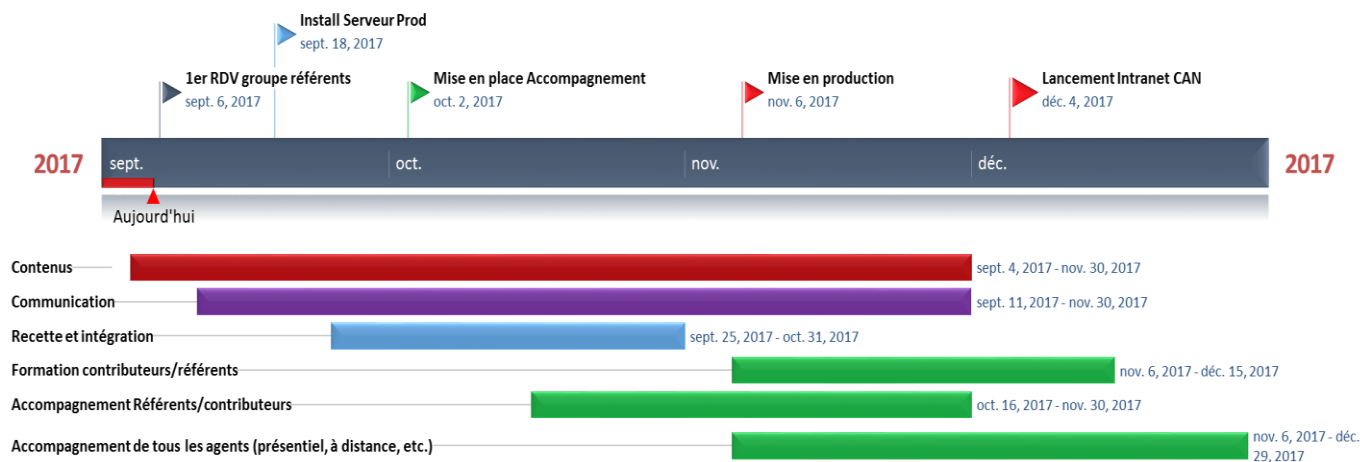 Install Serveur Prod
sept. 18, 2017
1er RDV groupe référents
sept. 6, 2017
Mise en place Accompagnement
oct. 2, 2017
Mise en production
nov. 6, 2017
Lancement Intranet CAN
déc. 4, 2017
2017
sept.
oct.
nov.
déc.
2017
Aujourd'hui
Contenus
sept. 4, 2017 - nov. 30, 2017
Communication
sept. 11, 2017 - nov. 30, 2017
Recette et intégration
sept. 25, 2017 - oct. 31, 2017
Formation contributeurs/référents
nov. 6, 2017 - déc. 15, 2017
Accompagnement Référents/contributeurs
oct. 16, 2017 - nov. 30, 2017
Accompagnement de tous les agents (présentiel, à distance, etc.)
nov. 6, 2017 - déc.
29, 2017